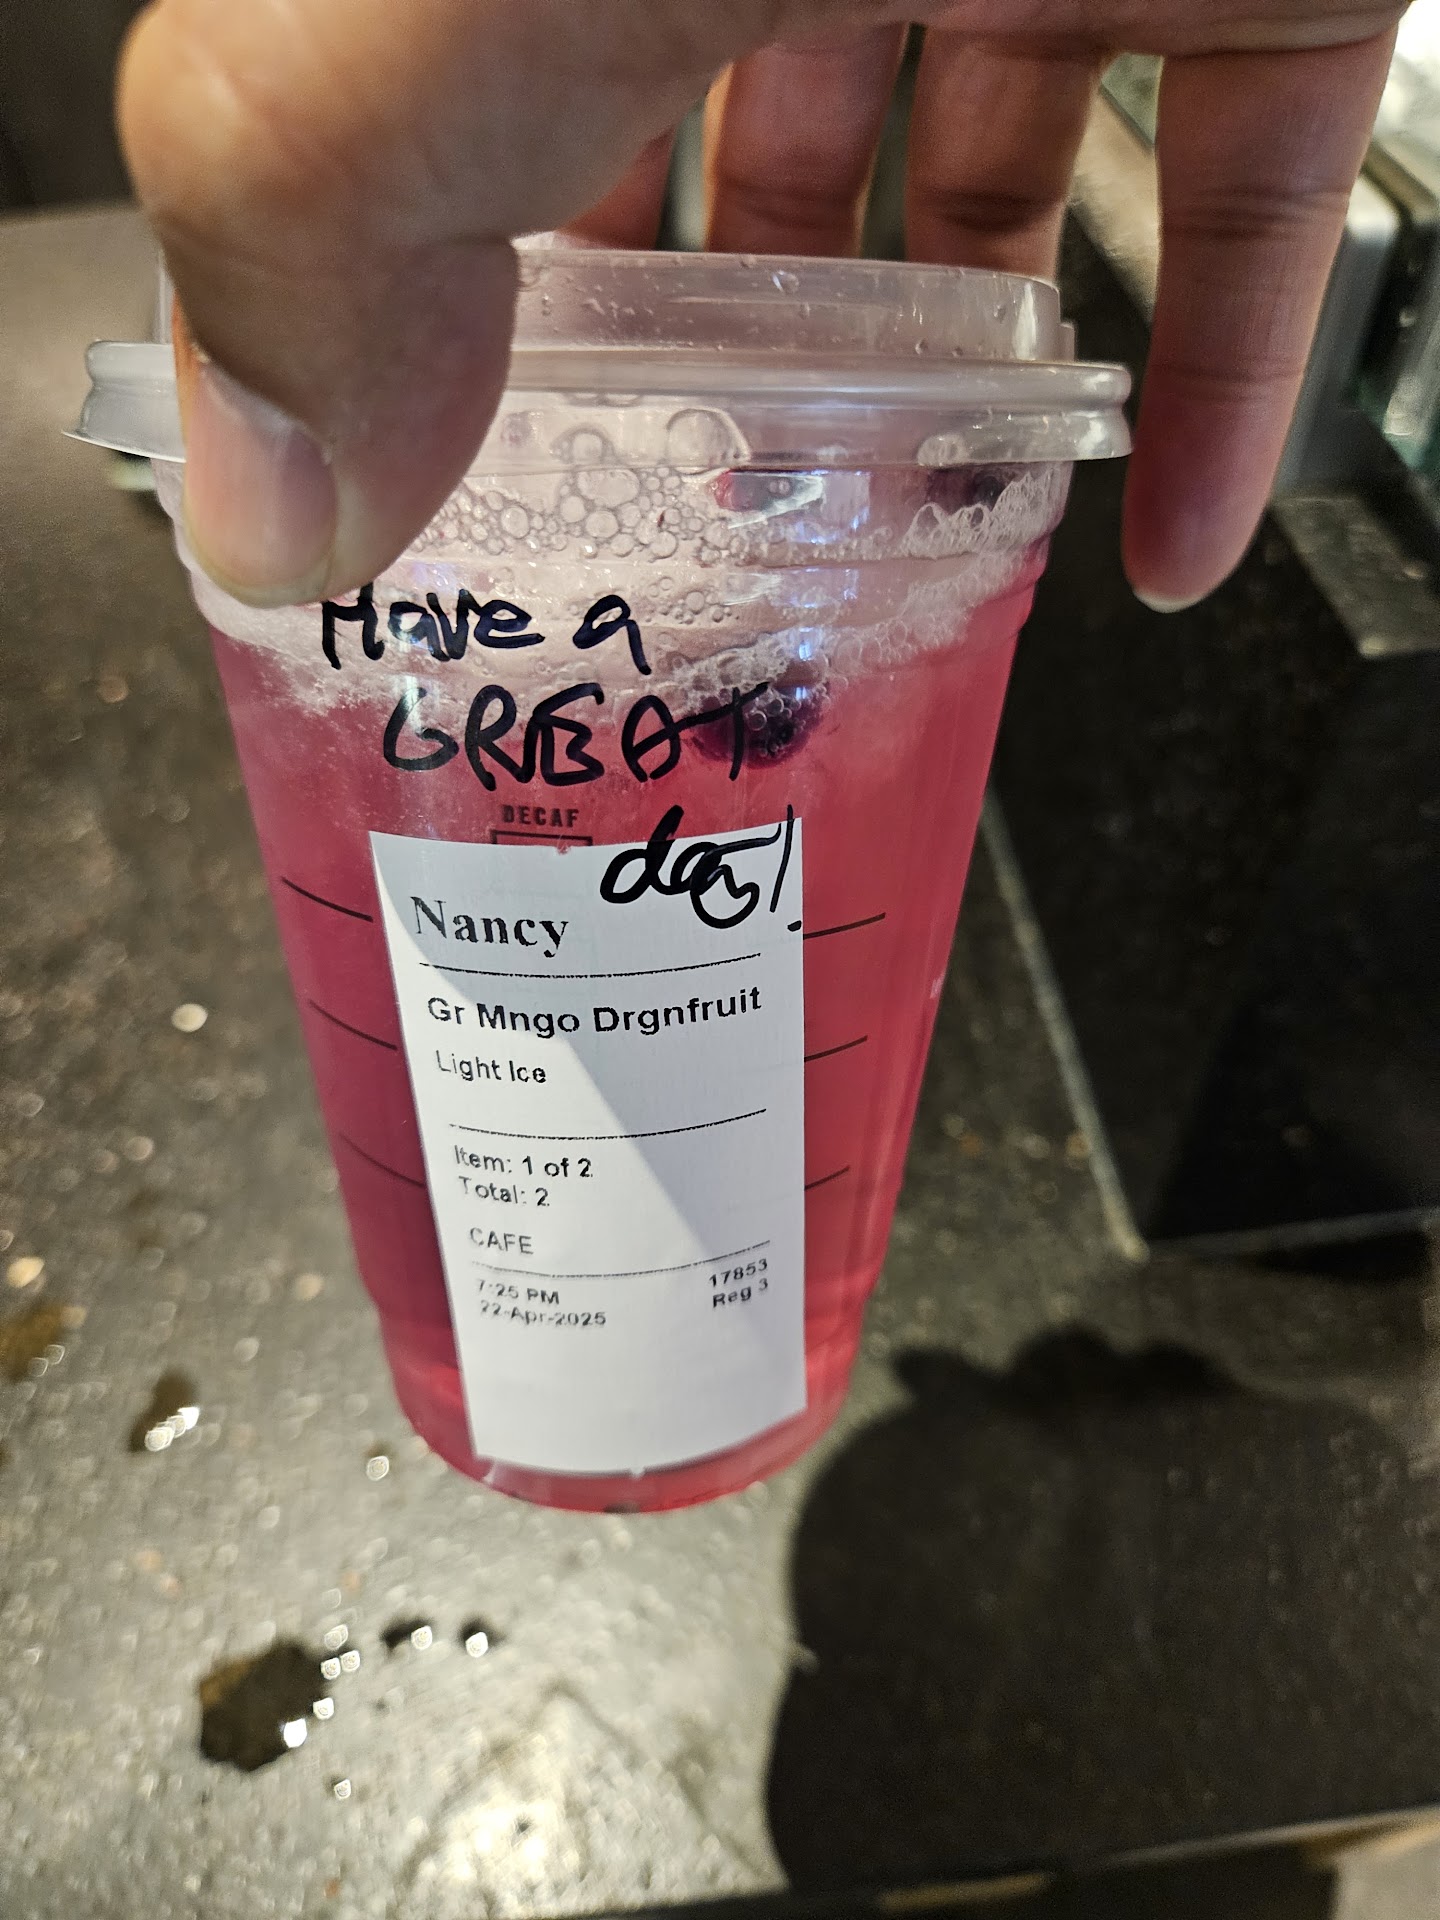 Have a
GREAT
day!
DECAF
Nancy
Gr Mngo Drgnfruit
Light Ice
Item: 1 of 2
Total: 2
CAFE
7:25 PM 17853
22-Apr-2025 Reg 3